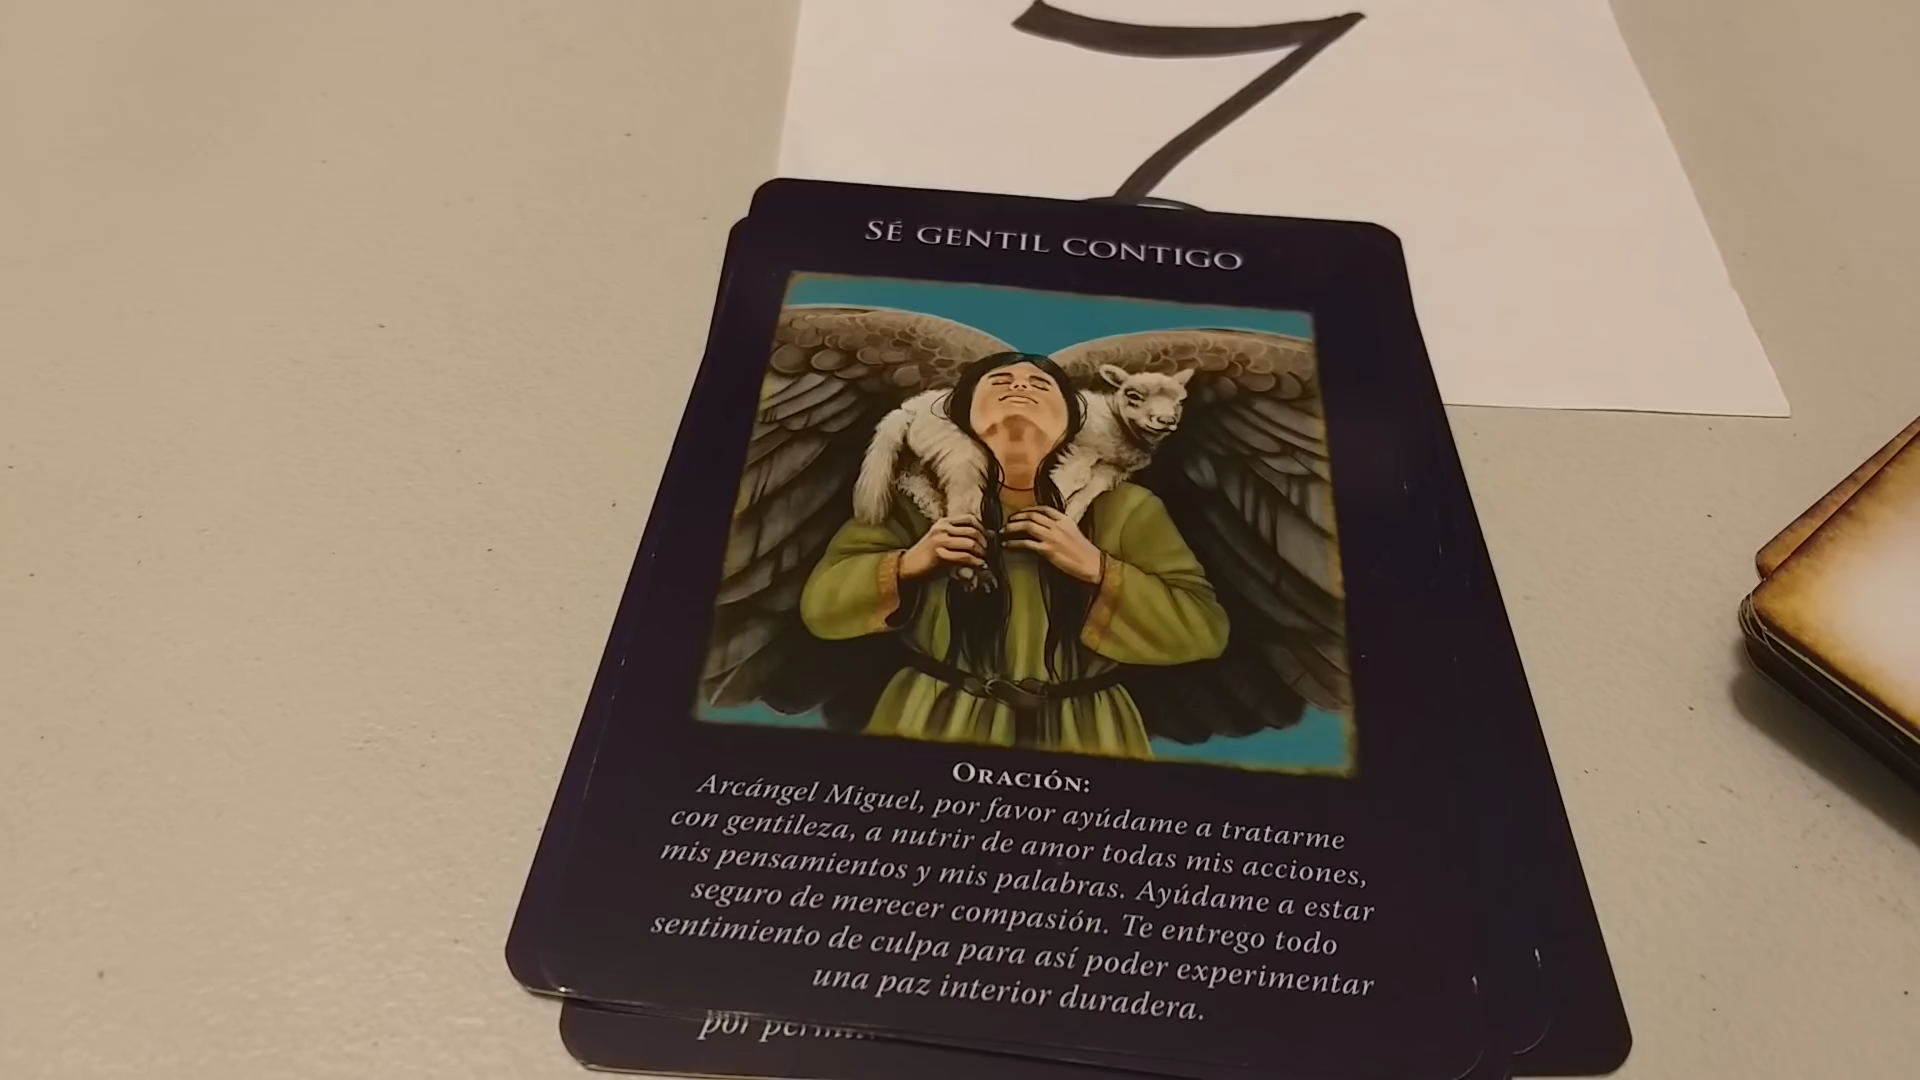 7
SÉ GENTIL CONTIGO
ORACIÓN:
Arcángel Miguel, por favor ayúdame a tratarme
con gentileza, a nutrir de amor todas mis acciones,
mis pensamientos y mis palabras. Ayúdame a estar
seguro de merecer compasión. Te entrego todo
sentimiento de culpa para así poder experimentar
una paz interior duradera.
por